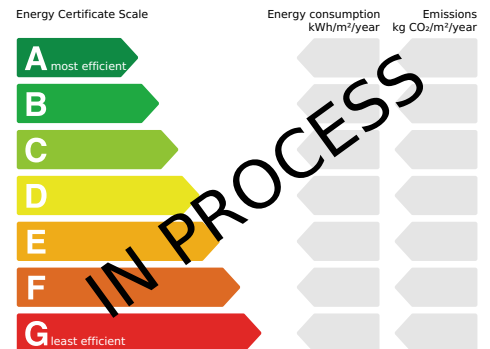 Energy Certificate Scale
Energy consumption
kWh/m²/year
Emissions
kg CO₂/m²/year
A most efficient
B
C
D
E
F
G least efficient
IN PROCESS